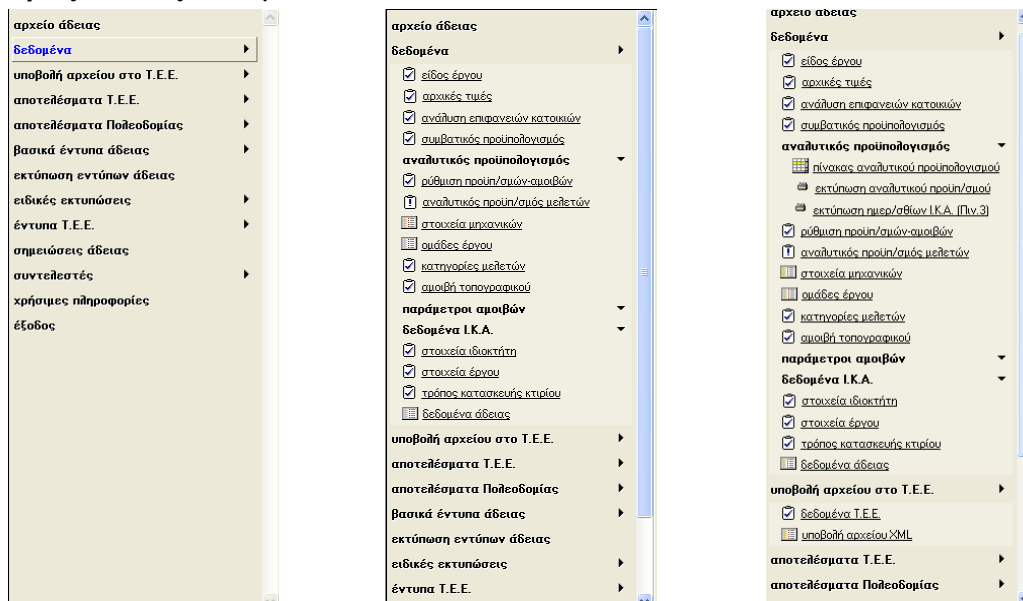 αρχείο άδειας
δεδομένα
υποβολή αρχείου στο Τ.Ε.Ε.
αποτελέσματα Τ.Ε.Ε.
αποτελέσματα Πολεοδομίας
βασικά έντυπα άδειας
εκτύπωση εντύπων άδειας
ειδικές εκτυπώσεις
έντυπα Τ.Ε.Ε.
σημειώσεις άδειας
συντελεστές
χρήσιμες πληροφορίες
έξοδος
αρχείο άδειας
δεδομένα
είδος έργου
αρχικές τιμές
ανάλυση επιφανειών κατοικιών
συμβατικός προϋπολογισμός
αναλυτικός προϋπολογισμός
ρύθμιση προϋπ/σμών-αμοιβών
αναλυτικός προϋπ/σμός μελετών
στοιχεία μηχανικών
ομάδες έργου
κατηγορίες μελετών
αμοιβή τοπογραφικού
παράμετροι αμοιβών
δεδομένα Ι.Κ.Α.
στοιχεία ιδιοκτήτη
στοιχεία έργου
τρόπος κατασκευής κτιρίου
δεδομένα άδειας
υποβολή αρχείου στο Τ.Ε.Ε.
αποτελέσματα Τ.Ε.Ε.
αποτελέσματα Πολεοδομίας
βασικά έντυπα άδειας
εκτύπωση εντύπων άδειας
ειδικές εκτυπώσεις
έντυπα Τ.Ε.Ε.
αρχείο άδειας
δεδομένα
είδος έργου
αρχικές τιμές
ανάλυση επιφανειών κατοικιών
συμβατικός προϋπολογισμός
αναλυτικός προϋπολογισμός
πίνακας αναλυτικού προϋπολογισμού
εκτύπωση αναλυτικού προϋπ/σμού
εκτύπωση ημερ/σθίων Ι.Κ.Α. (Πιν.3)
ρύθμιση προϋπ/σμών-αμοιβών
αναλυτικός προϋπ/σμός μελετών
στοιχεία μηχανικών
ομάδες έργου
κατηγορίες μελετών
αμοιβή τοπογραφικού
παράμετροι αμοιβών
δεδομένα Ι.Κ.Α.
στοιχεία ιδιοκτήτη
στοιχεία έργου
τρόπος κατασκευής κτιρίου
δεδομένα άδειας
υποβολή αρχείου στο Τ.Ε.Ε.
δεδομένα Τ.Ε.Ε.
υποβολή αρχείου XML
αποτελέσματα Τ.Ε.Ε.
αποτελέσματα Πολεοδομίας